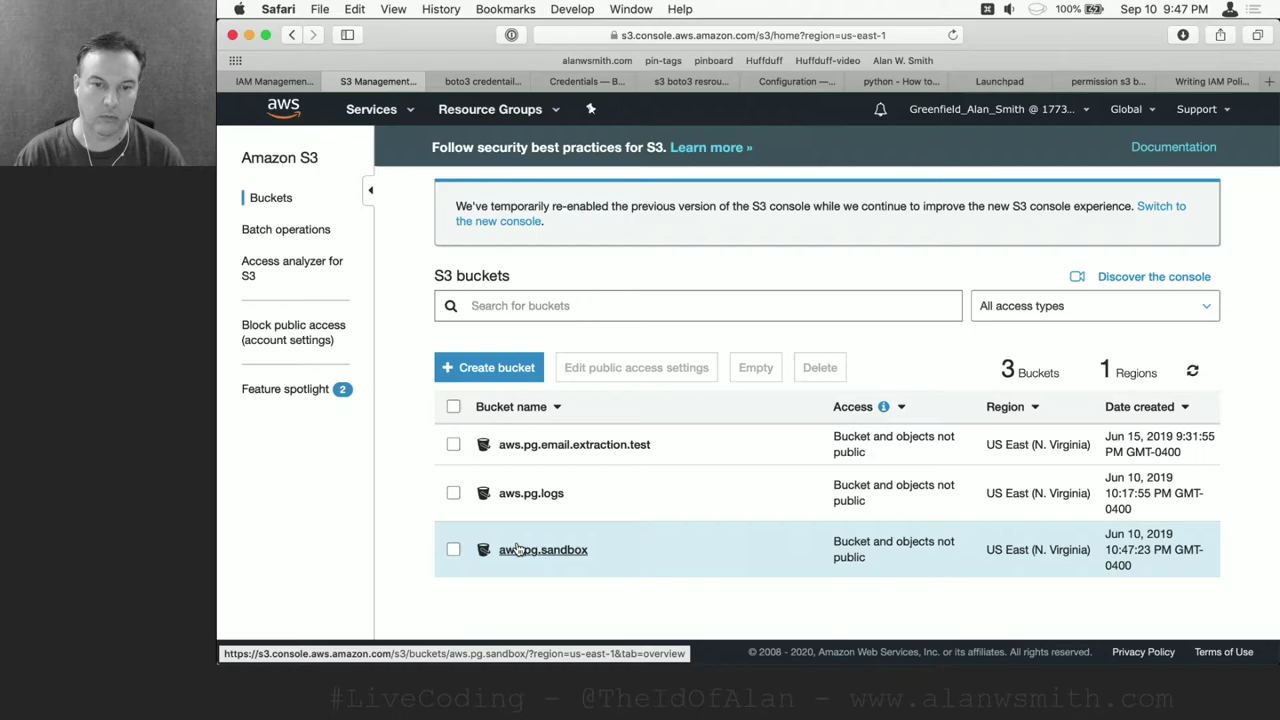 Safari File Edit View History Bookmarks Develop Window Help 100% Sep 10 9:47 PM
s3.console.aws.amazon.com/s3/home?region=us-east-1
alanwsmith.com pin-tags pinboard Huffduff Huffduff-video Alan W. Smith
IAM Managemen... S3 Management... boto3 credentail... Credentials — B... s3 boto3 resrou... Configuration —... python - How to... Launchpad permission s3 b... Writing IAM Poli...
aws Services Resource Groups Greenfield_Alan_Smith @ 1773... Global Support
Amazon S3
Buckets
Batch operations
Access analyzer for
S3
Block public access
(account settings)
Feature spotlight 2
Follow security best practices for S3. Learn more » Documentation
We've temporarily re-enabled the previous version of the S3 console while we continue to improve the new S3 console experience. Switch to
the new console.
S3 buckets
Discover the console
Search for buckets All access types
+ Create bucket Edit public access settings Empty Delete 3 Buckets 1 Regions
Bucket name Access Region Date created
aws.pg.email.extraction.test Bucket and objects not public US East (N. Virginia) Jun 15, 2019 9:31:55 PM GMT-0400
aws.pg.logs Bucket and objects not public US East (N. Virginia) Jun 10, 2019 10:17:55 PM GMT-0400
aws.pg.sandbox Bucket and objects not public US East (N. Virginia) Jun 10, 2019 10:47:23 PM GMT-0400
https://s3.console.aws.amazon.com/s3/buckets/aws.pg.sandbox/?region=us-east-1&tab=overview
© 2008 - 2020, Amazon Web Services, Inc. or its affiliates. All rights reserved. Privacy Policy Terms of Use
#LiveCoding - @TheIdOfAlan - www.alanwsmith.com